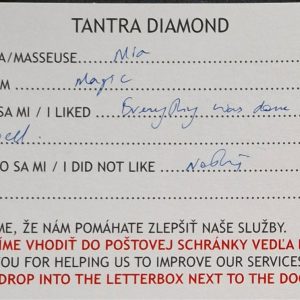 TANTRA DIAMOND
A/MASSEUSE Mia
M Magic
SA MI / I LIKED Everything was done
well.
O SA MI / I DID NOT LIKE Nothing
ME, ŽE NÁM POMÁHATE ZLEPŠIŤ NAŠE SLUŽBY.
ÍME VHODIŤ DO POŠTOVEJ SCHRÁNKY VEDĽA
OU FOR HELPING US TO IMPROVE OUR SERVICES
DROP INTO THE LETTERBOX NEXT TO THE DO